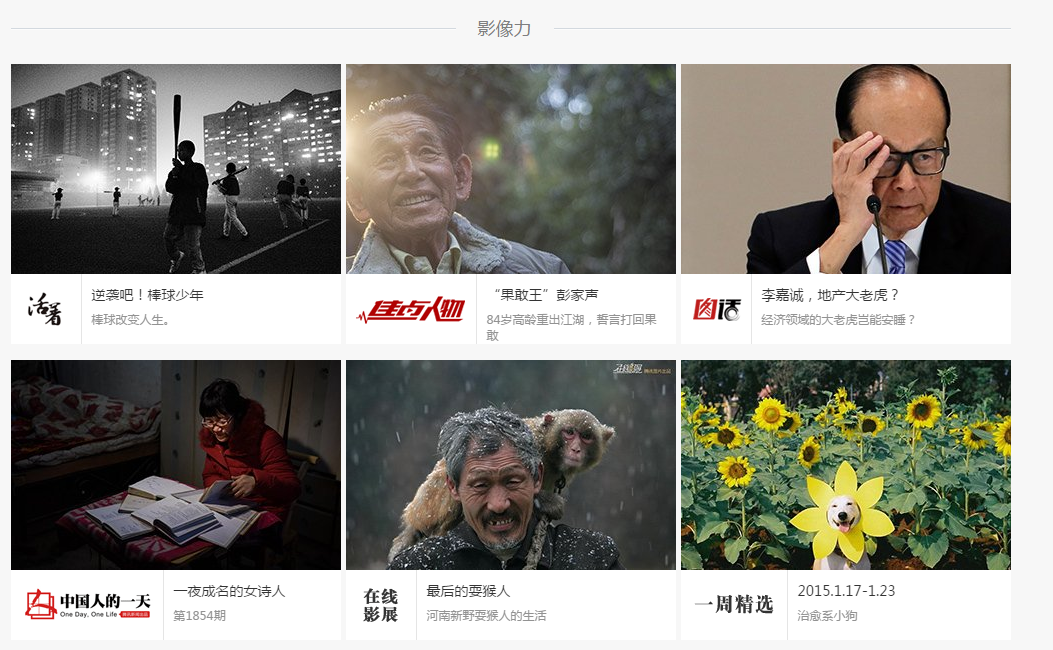 影像力
活着
逆袭吧！棒球少年
棒球改变人生。
焦点人物
“果敢王”彭家声
84岁高龄重出江湖，誓言打回果
敢
图话
李嘉诚，地产大老虎？
经济领域的大老虎岂能安睡？
中国人的一天
One Day, One Life
一夜成名的女诗人
第1854期
在线
影展
最后的耍猴人
河南新野耍猴人的生活
一周精选
2015.1.17-1.23
治愈系小狗